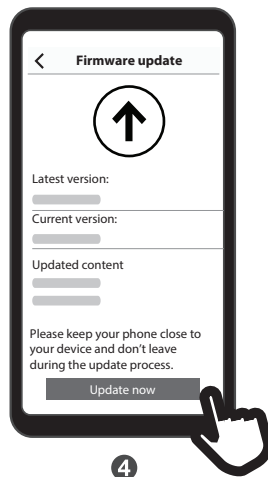 Firmware update
Latest version:
Current version:
Updated content
Please keep your phone close to
your device and don't leave
during the update process.
Update now
4